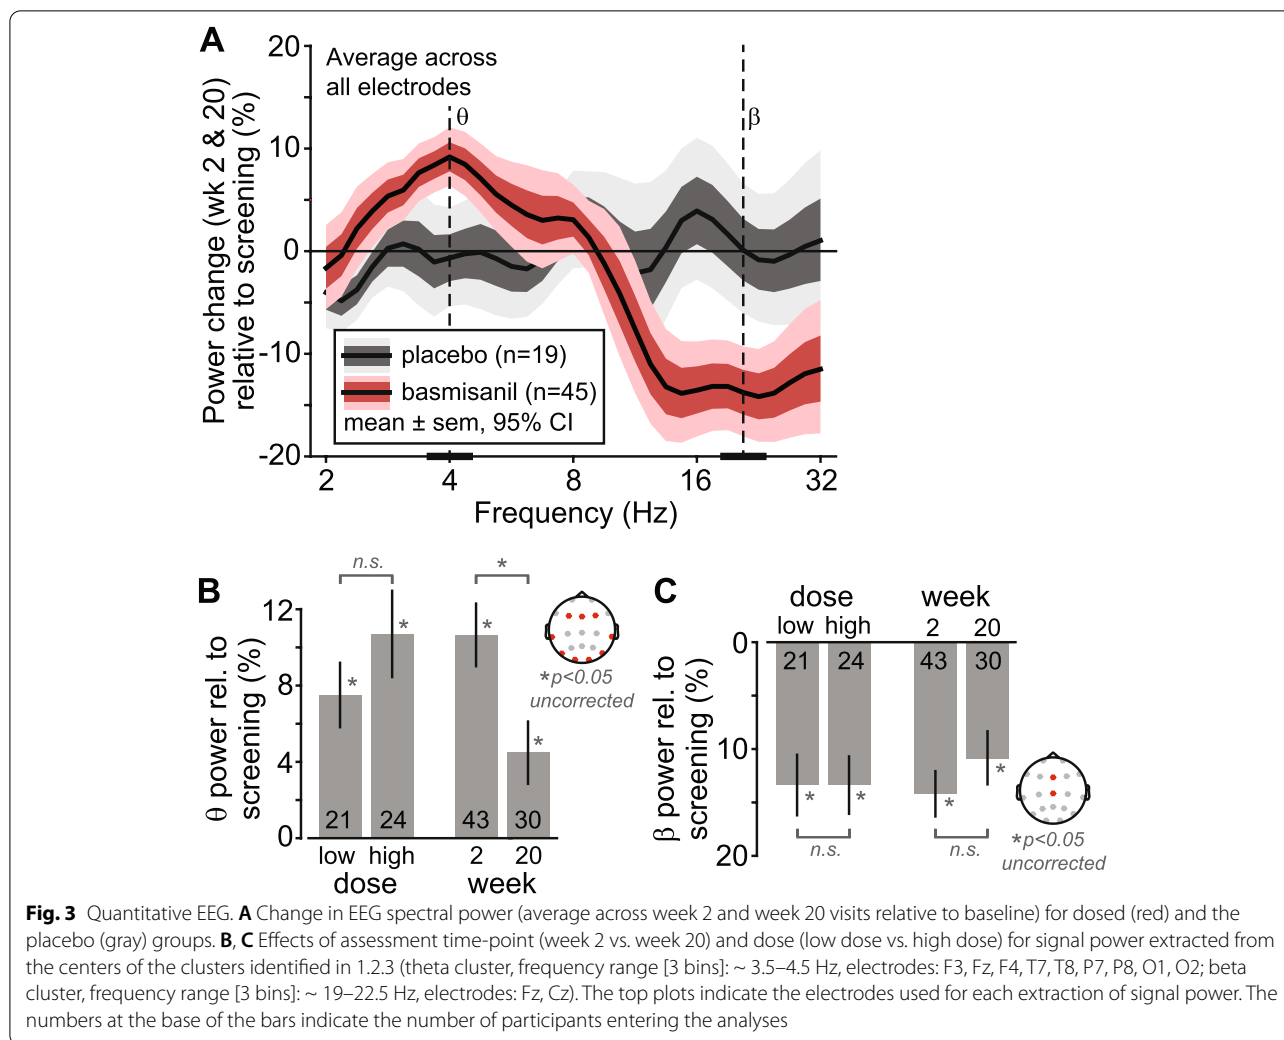 A
Average across
all electrodes
θ
β
Power change (wk 2 & 20)
relative to screening (%)
20
10
0
-10
-20
placebo (n=19)
basmisanil (n=45)
mean ± sem, 95% CI
2 4 8 16 32
Frequency (Hz)
B
θ power rel. to
screening (%)
12
8
4
0
n.s.
*
* * * *
21 24 43 30
low high 2 20
dose week
*p<0.05
uncorrected
C
dose week
low high 2 20
β power rel. to
screening (%)
0
10
20
21 24 43 30
* * * *
n.s. n.s.
*p<0.05
uncorrected
Fig. 3 Quantitative EEG. A Change in EEG spectral power (average across week 2 and week 20 visits relative to baseline) for dosed (red) and the
placebo (gray) groups. B, C Effects of assessment time-point (week 2 vs. week 20) and dose (low dose vs. high dose) for signal power extracted from
the centers of the clusters identified in 1.2.3 (theta cluster, frequency range [3 bins]: ~ 3.5–4.5 Hz, electrodes: F3, Fz, F4, T7, T8, P7, P8, O1, O2; beta
cluster, frequency range [3 bins]: ~ 19–22.5 Hz, electrodes: Fz, Cz). The top plots indicate the electrodes used for each extraction of signal power. The
numbers at the base of the bars indicate the number of participants entering the analyses